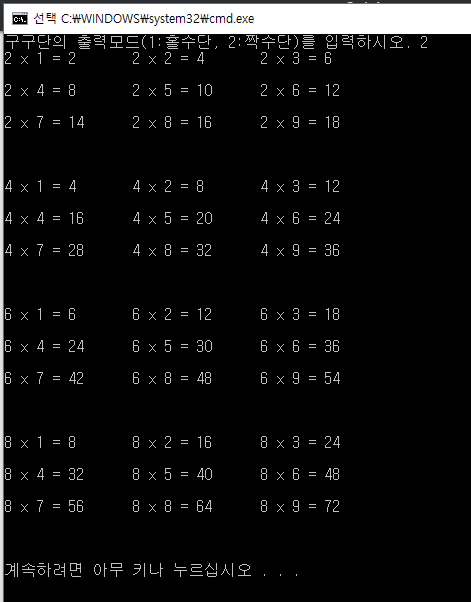 선택 C:₩WINDOWS₩system32₩cmd.exe
구구단의 출력모드(1:홀수단, 2:짝수단)를 입력하시오. 2
2 x 1 = 2 2 x 2 = 4 2 x 3 = 6
2 x 4 = 8 2 x 5 = 10 2 x 6 = 12
2 x 7 = 14 2 x 8 = 16 2 x 9 = 18
4 x 1 = 4 4 x 2 = 8 4 x 3 = 12
4 x 4 = 16 4 x 5 = 20 4 x 6 = 24
4 x 7 = 28 4 x 8 = 32 4 x 9 = 36
6 x 1 = 6 6 x 2 = 12 6 x 3 = 18
6 x 4 = 24 6 x 5 = 30 6 x 6 = 36
6 x 7 = 42 6 x 8 = 48 6 x 9 = 54
8 x 1 = 8 8 x 2 = 16 8 x 3 = 24
8 x 4 = 32 8 x 5 = 40 8 x 6 = 48
8 x 7 = 56 8 x 8 = 64 8 x 9 = 72
계속하려면 아무 키나 누르십시오 . . .